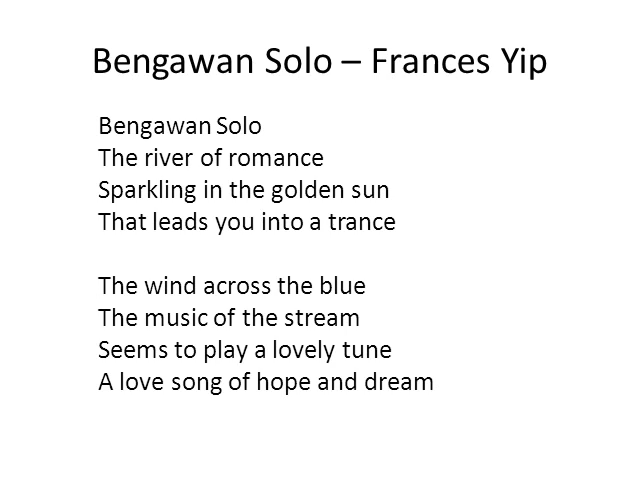 Bengawan Solo – Frances Yip
Bengawan Solo
The river of romance
Sparkling in the golden sun
That leads you into a trance
The wind across the blue
The music of the stream
Seems to play a lovely tune
A love song of hope and dream